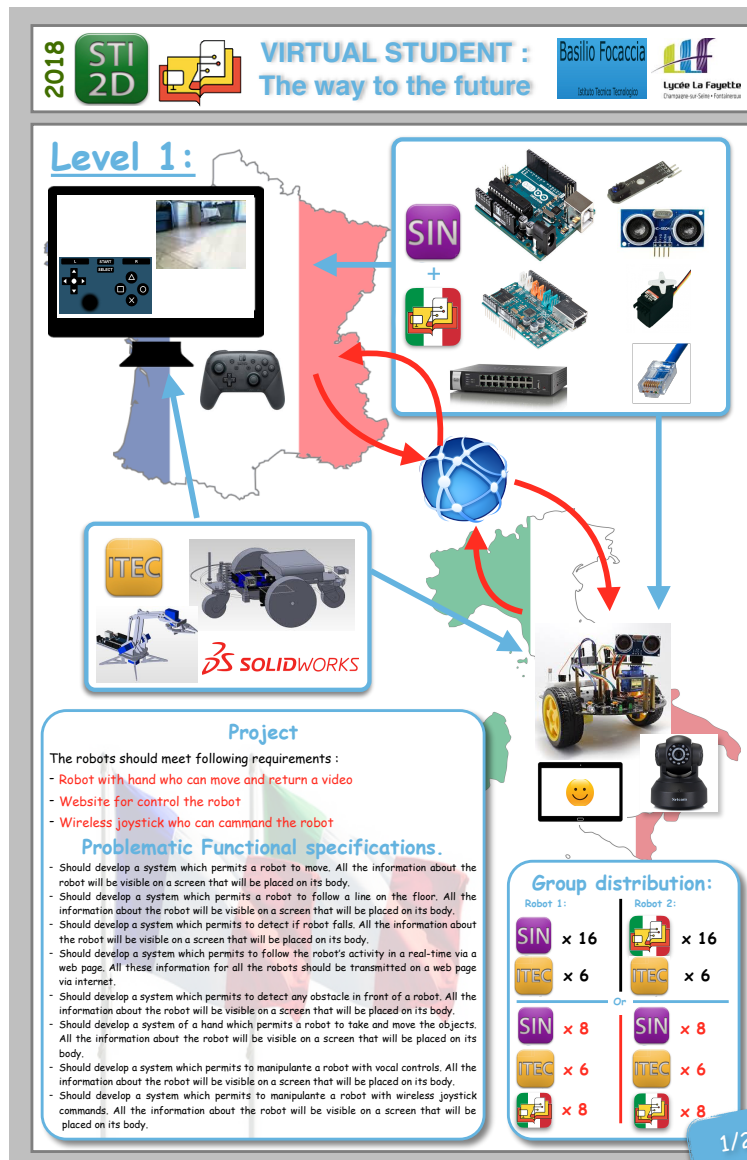 2018
STI
2D
VIRTUAL STUDENT :
The way to the future
Basilio Focaccia
Istituto Tecnico Tecnologico
Lycée La Fayette
Level 1:
L
START
R
SELECT
SIN
+
ITEC
SOLIDWORKS
Project
The robots should meet following requirements :
- Robot with hand who can move and return a video
- Website for control the robot
- Wireless joystick who can cammand the robot
Problematic Functional specifications.
- Should develop a system which permits a robot to move. All the information about the
robot will be visible on a screen that will be placed on its body.
- Should develop a system which permits a robot to follow a line on the floor. All the
information about the robot will be visible on a screen that will be placed on its body.
- Should develop a system which permits to detect if robot falls. All the information about
the robot will be visible on a screen that will be placed on its body.
- Should develop a system which permits to follow the robot's activity in a real-time via a
web page. All these information for all the robots should be transmitted on a web page
via internet.
- Should develop a system which permits to detect any obstacle in front of a robot. All the
information about the robot will be visible on a screen that will be placed on its body.
- Should develop a system of a hand which permits a robot to take and move the objects.
All the information about the robot will be visible on a screen that will be placed on its
body.
- Should develop a system which permits to manipulante a robot with vocal controls. All the
information about the robot will be visible on a screen that will be placed on its body.
- Should develop a system which permits to manipulante a robot with wireless joystick
commands. All the information about the robot will be visible on a screen that will be
placed on its body.
Group distribution:
Robot 1:
Robot 2:
SIN x 16
x 16
ITEC x 6
ITEC x 6
Or
SIN x 8
SIN x 8
ITEC x 6
ITEC x 6
x 8
x 8
1/2